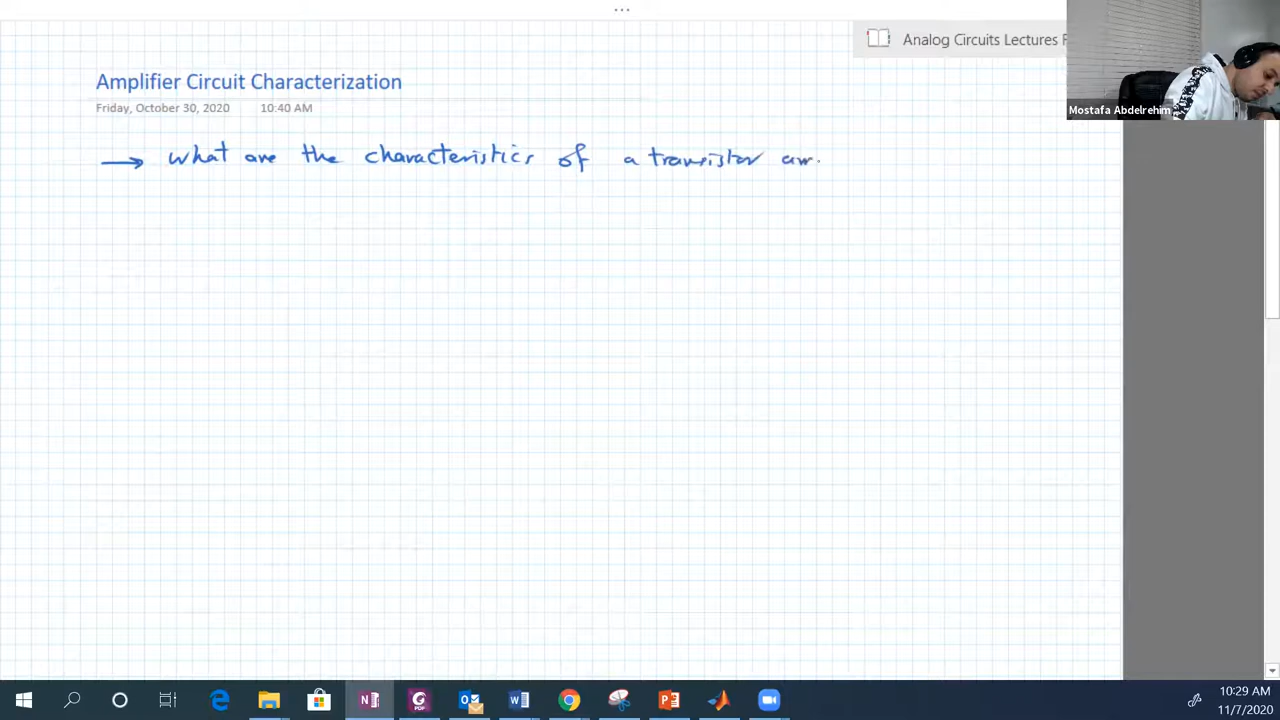 Analog Circuits Lectures F
Amplifier Circuit Characterization
Friday, October 30, 2020 10:40 AM
Mostafa Abdelrehim
→ what are the characteristics of a transistor am
10:29 AM
11/7/2020